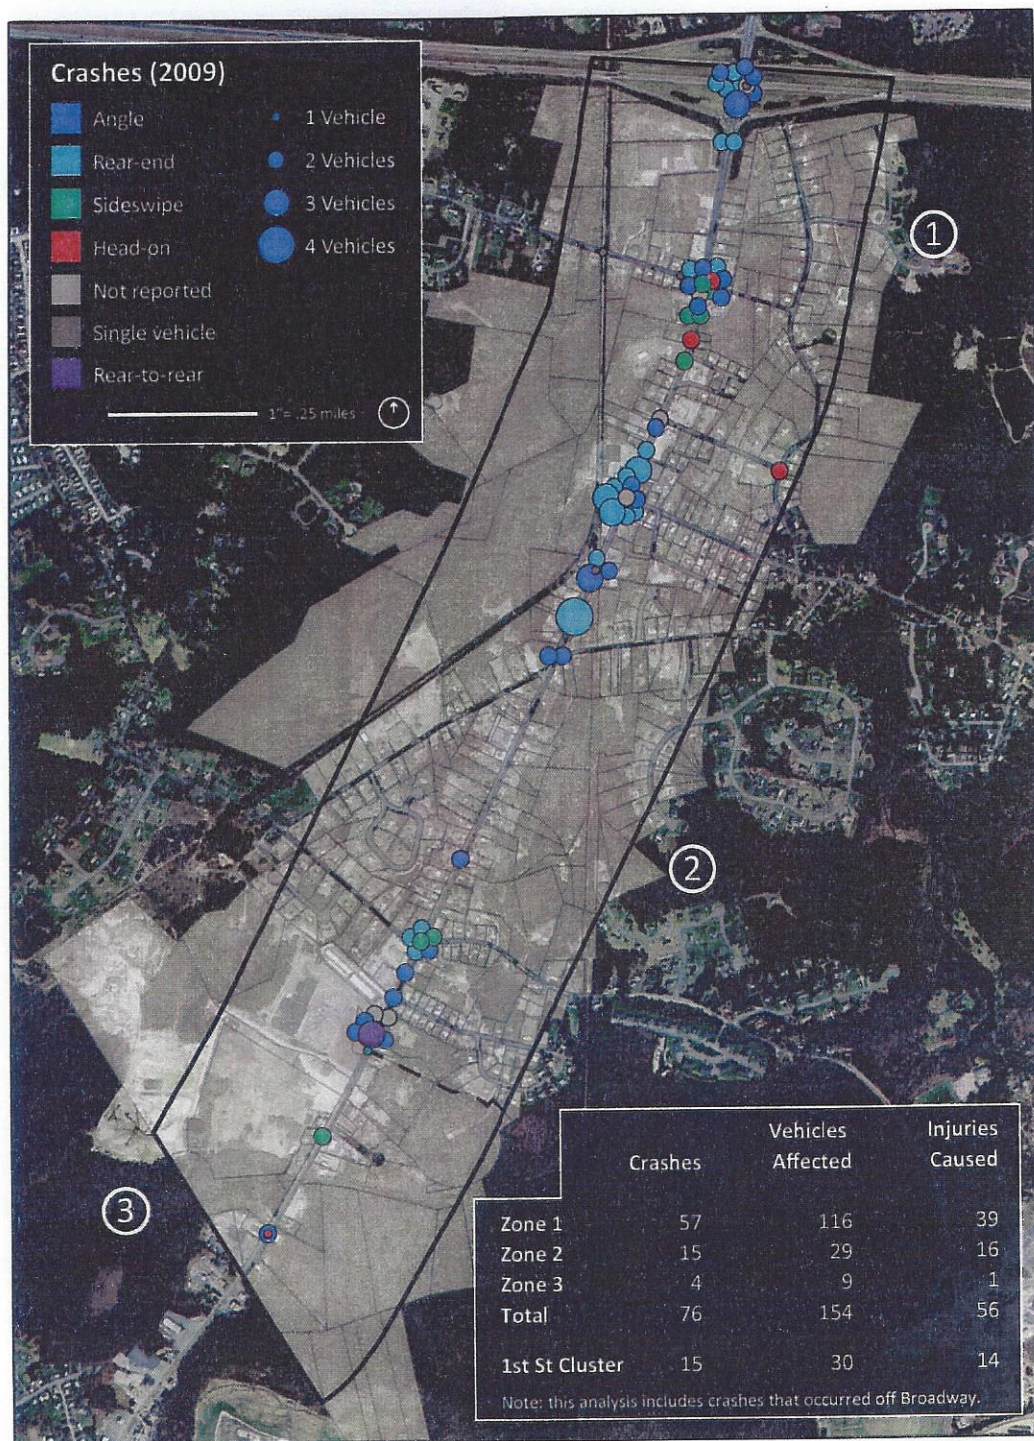 Crashes (2009)
Angle
Rear-end
Sideswipe
Head-on
Not reported
Single vehicle
Rear-to-rear
1 Vehicle
2 Vehicles
3 Vehicles
4 Vehicles
1"= .25 miles
1
2
3
Crashes Vehicles Affected Injuries Caused
Zone 1 57 116 39
Zone 2 15 29 16
Zone 3 4 9 1
Total 76 154 56
1st St Cluster 15 30 14
Note: this analysis includes crashes that occurred off Broadway.